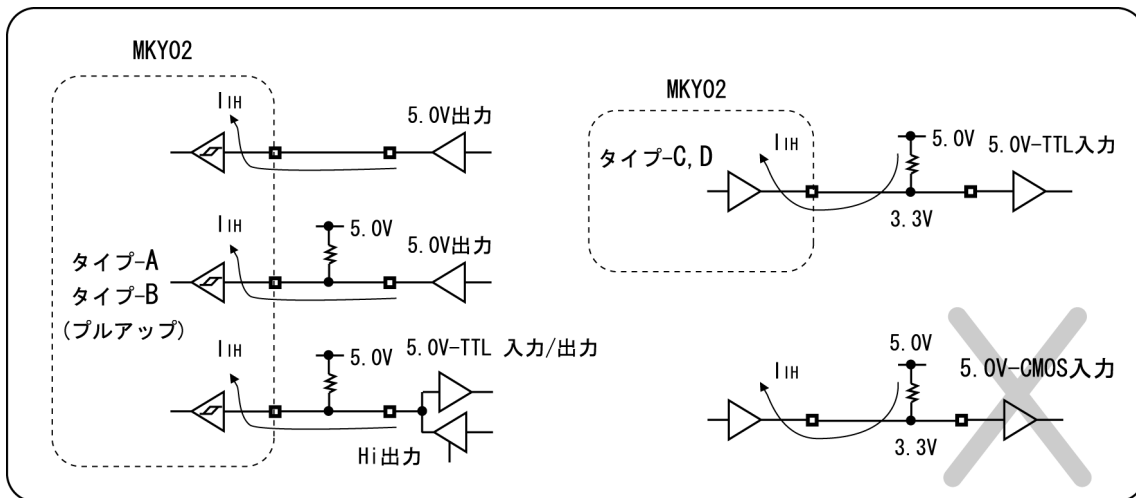 MKY02
IIH
5.0V出力
IIH
5.0V
5.0V出力
タイプ-A
タイプ-B
(プルアップ)
IIH
5.0V
5.0V-TTL 入力/出力
Hi出力
MKY02
タイプ-C,D
IIH
5.0V
5.0V-TTL入力
3.3V
IIH
5.0V
5.0V-CMOS入力
3.3V